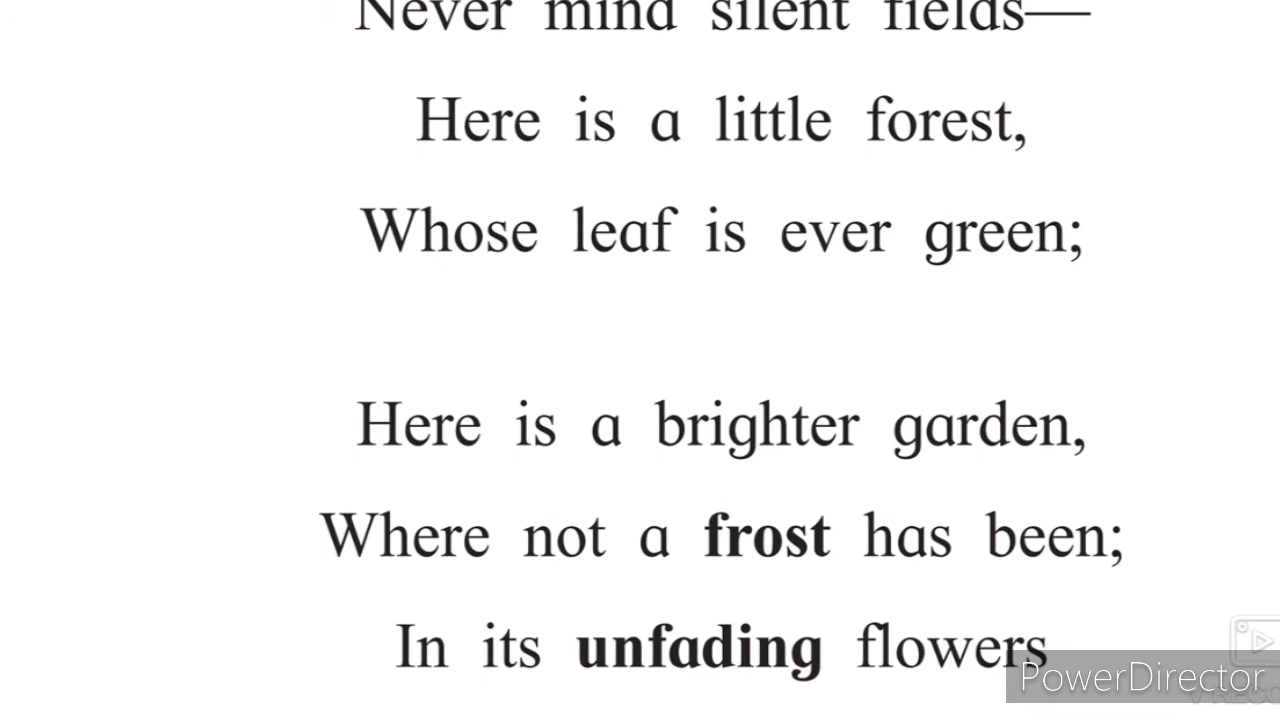 Never mind silent fields—
Here is a little forest,
Whose leaf is ever green;
Here is a brighter garden,
Where not a frost has been;
In its unfading flowers
PowerDirector